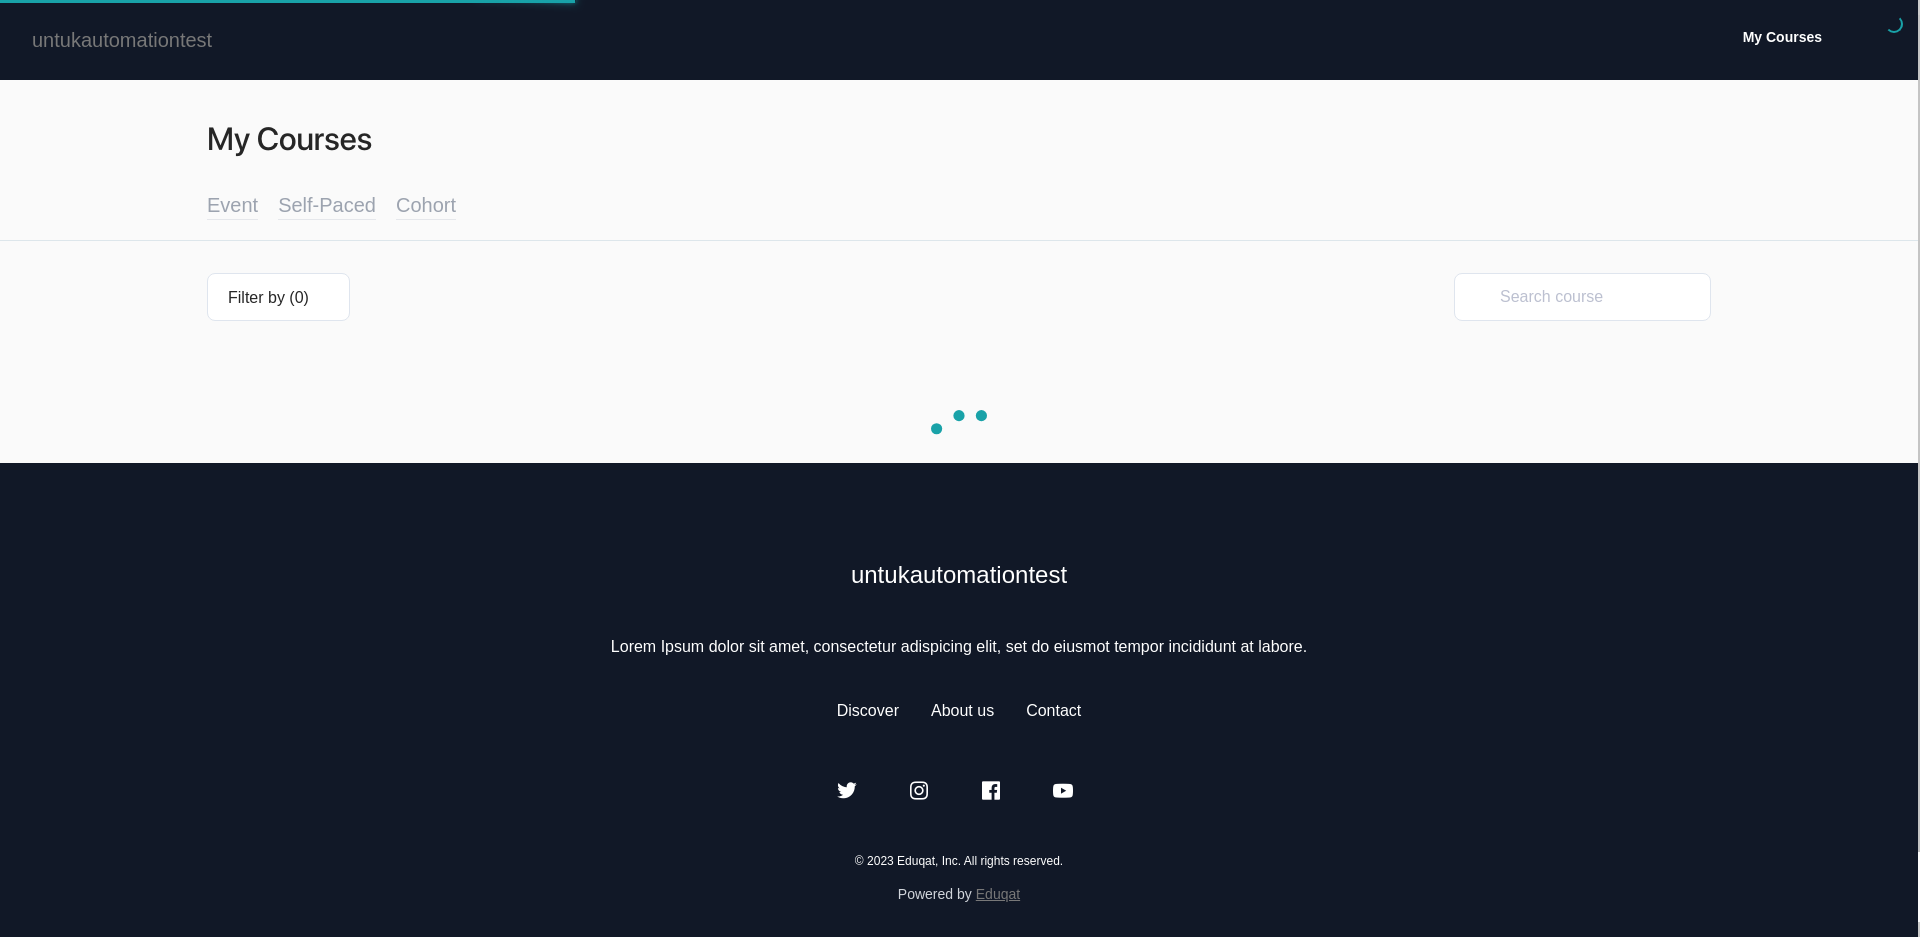 untukautomationtest
My Courses
My Courses
Event Self-Paced Cohort
Filter by (0)
Search course
untukautomationtest
Lorem Ipsum dolor sit amet, consectetur adispicing elit, set do eiusmot tempor incididunt at labore.
Discover About us Contact
© 2023 Eduqat, Inc. All rights reserved.
Powered by Eduqat